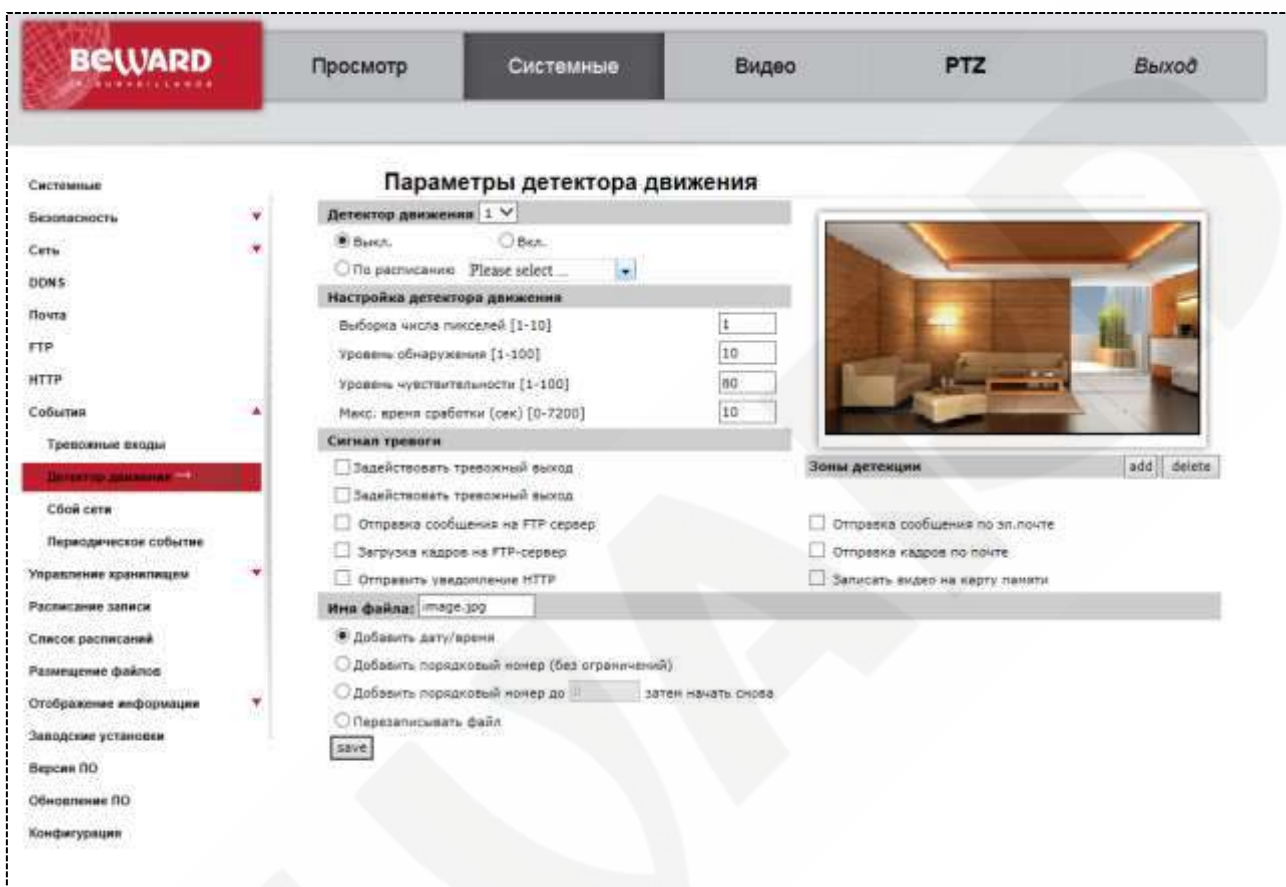 BEWARD
IP SURVEILLANCE
Просмотр
Системные
Видео
PTZ
Выход
Системные
Безопасность
Сеть
DDNS
Почта
FTP
HTTP
События
Тревожные входы
Детектор движения →
Сбой сети
Периодическое событие
Управление хранилищем
Расписание записи
Список расписаний
Размещение файлов
Отображение информации
Заводские установки
Версия ПО
Обновление ПО
Конфигурация
Параметры детектора движения
Детектор движения 1
Выкл. Вкл.
По расписанию Please select ...
Настройка детектора движения
Выборка числа пикселей [1-10] 1
Уровень обнаружения [1-100] 10
Уровень чувствительности [1-100] 80
Макс. время сработки (сек) [0-7200] 10
Сигнал тревоги
Зоны детекции add delete
Задействовать тревожный выход
Задействовать тревожный выход
Отправка сообщения на FTP сервер Отправка сообщения по эл.почте
Загрузка кадров на FTP-сервер Отправка кадров по почте
Отправить уведомление HTTP Записать видео на карту памяти
Имя файла: image.jpg
Добавить дату/время
Добавить порядковый номер (без ограничений)
Добавить порядковый номер до 0 затем начать снова
Перезаписывать файл
save